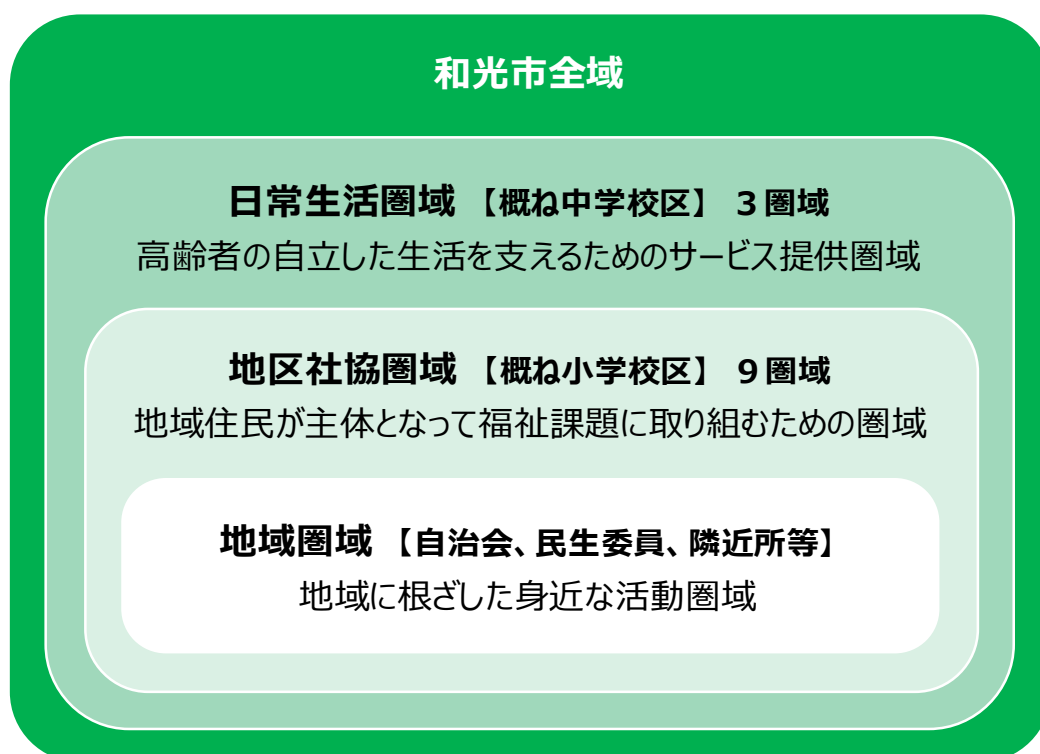 和光市全域
日常生活圏域 【概ね中学校区】 3圏域
高齢者の自立した生活を支えるためのサービス提供圏域
地区社協圏域 【概ね小学校区】 9圏域
地域住民が主体となって福祉課題に取り組むための圏域
地域圏域 【自治会、民生委員、隣近所等】
地域に根ざした身近な活動圏域